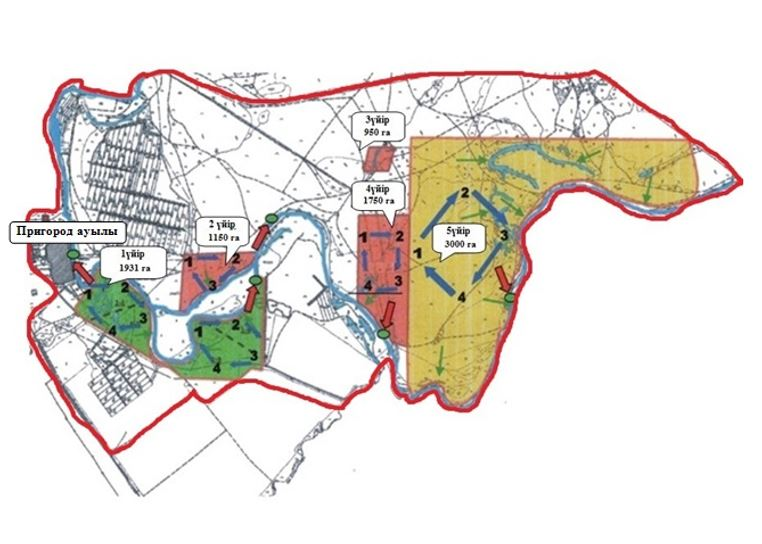 3үйір
950 га
4үйір
1750 га
Пригород ауылы
2 үйір
1150 га
1үйір
1931 га
5үйір
3000 га
1 2
3
1 2
3
4
1
2
3
4
1 2
3
4
1 2
3
4